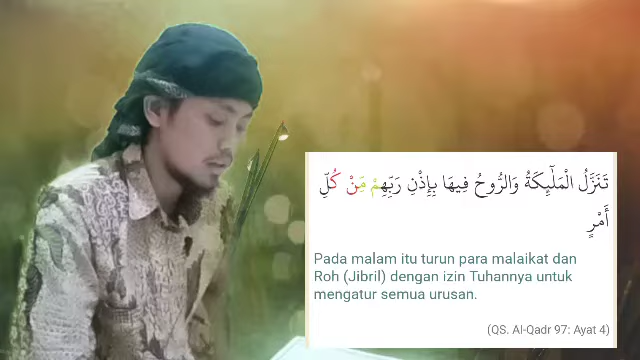 تَنَزَّلُ الْمَلٰٓئِكَةُ وَالرُّوحُ فِيهَا بِإِذْنِ رَبِّهِمْ مِّنْ كُلِّ
أَمْرٍ
Pada malam itu turun para malaikat dan
Roh (Jibril) dengan izin Tuhannya untuk
mengatur semua urusan.
(QS. Al-Qadr 97: Ayat 4)